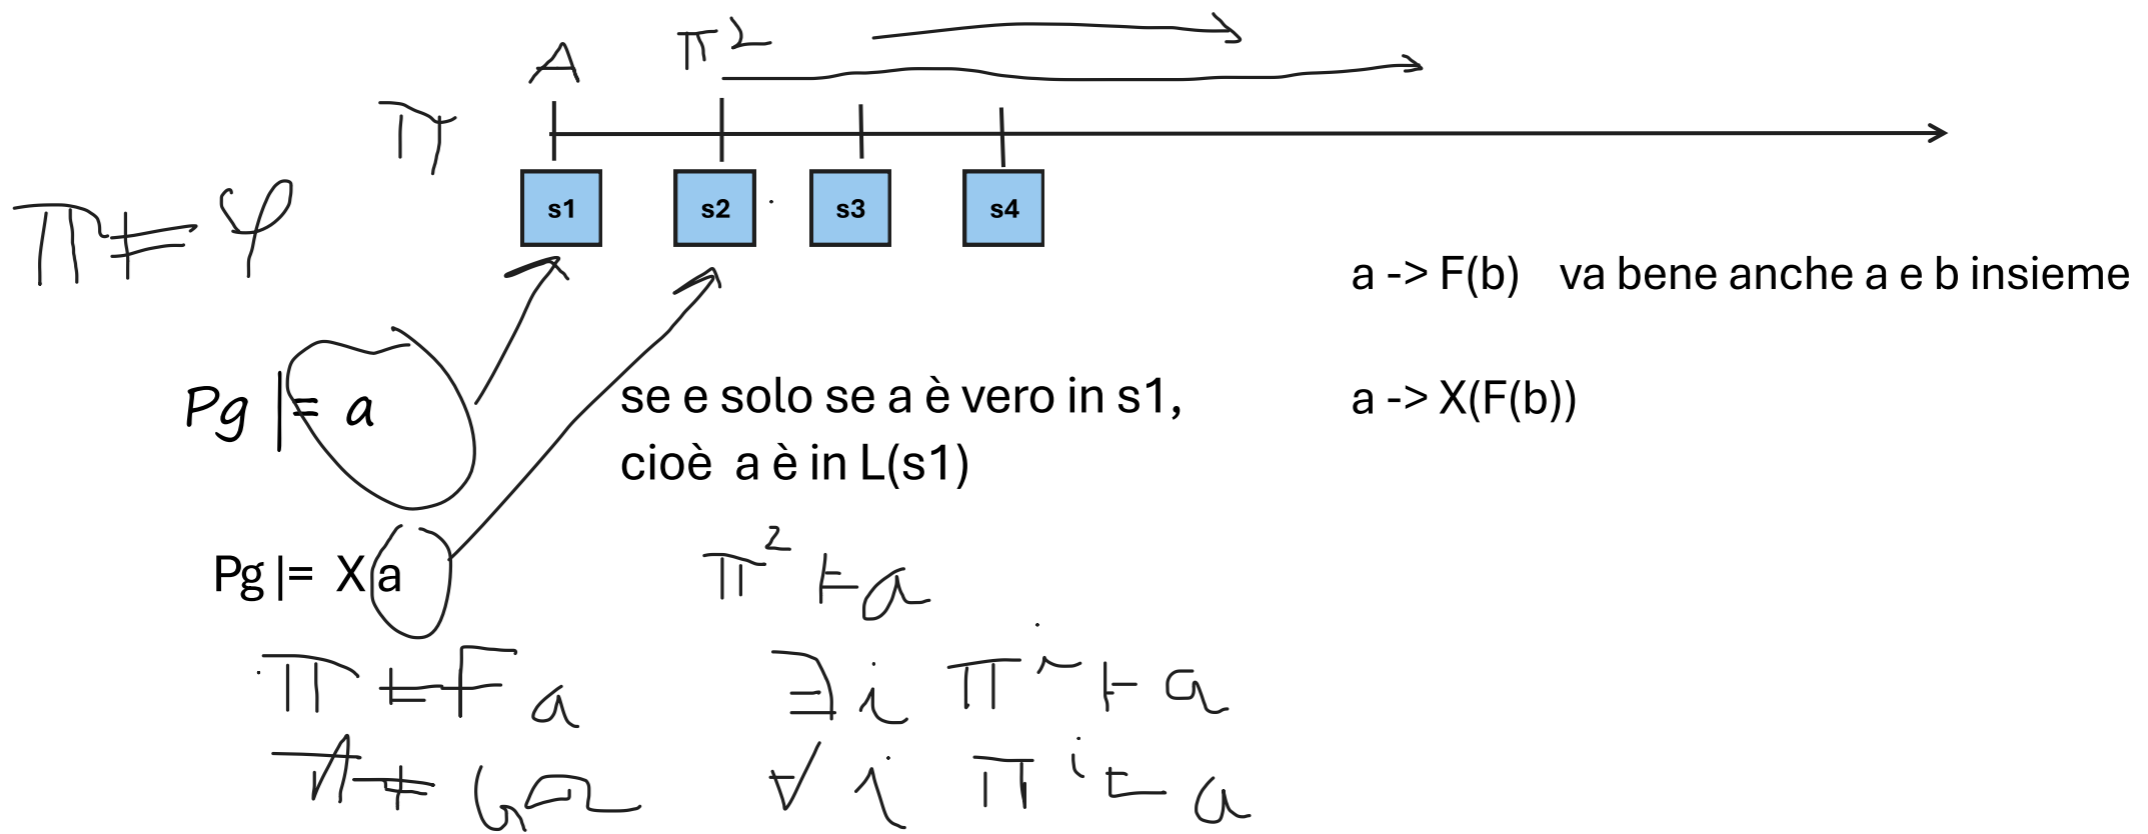 A π²
π
s1 s2 s3 s4
π ⊨ φ
a -> F(b) va bene anche a e b insieme
Pg |= a
se e solo se a è vero in s1,
cioè a è in L(s1)
a -> X(F(b))
Pg |= X a
π² ⊨ a
π ⊨ F a
∃ i πⁱ ⊨ a
π ⊨ G a
∀ i πⁱ ⊨ a